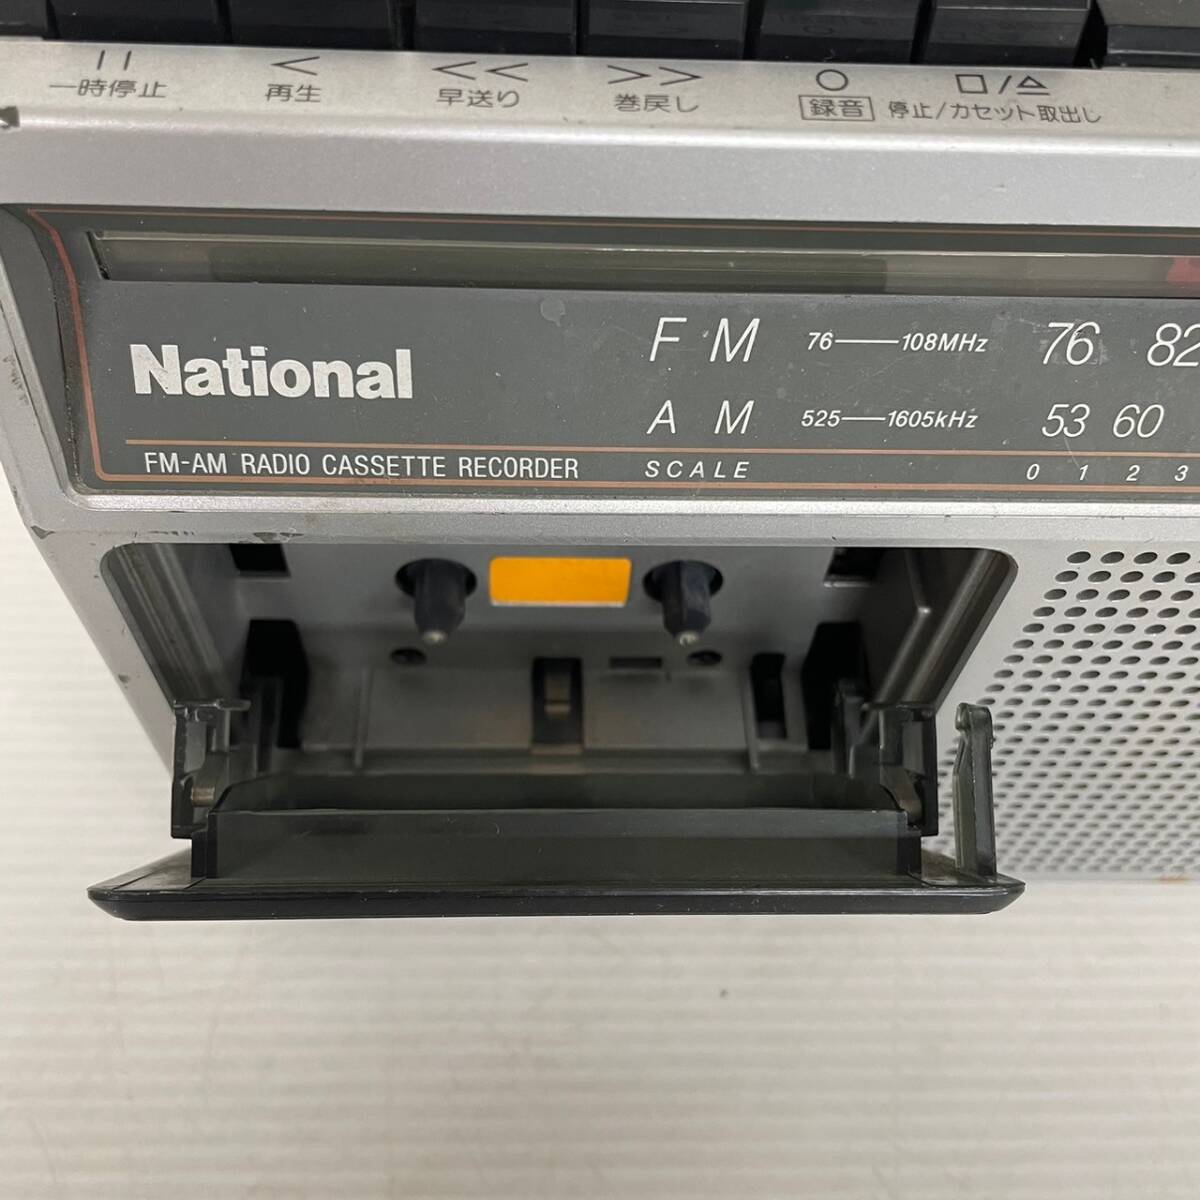 一時停止 再生 早送り 巻戻し 録音 停止/カセット取出し
National
FM 76—108MHz 76 82
AM 525—1605kHz 53 60
FM-AM RADIO CASSETTE RECORDER
SCALE 0 1 2 3